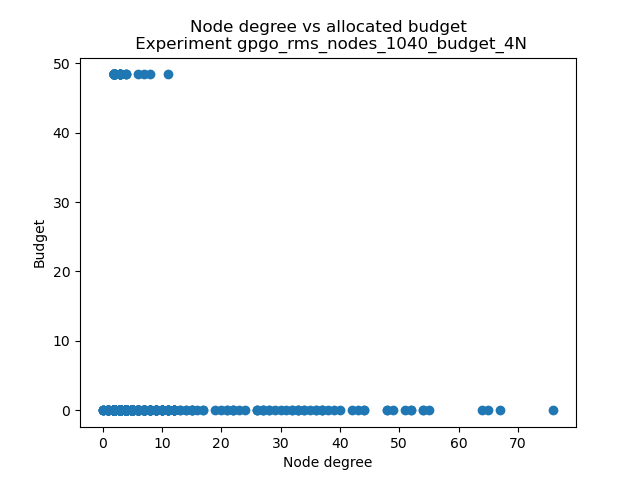 Node degree vs allocated budget
Experiment gpgo_rms_nodes_1040_budget_4N
50
40
30
20
10
0
Budget
0 10 20 30 40 50 60 70
Node degree